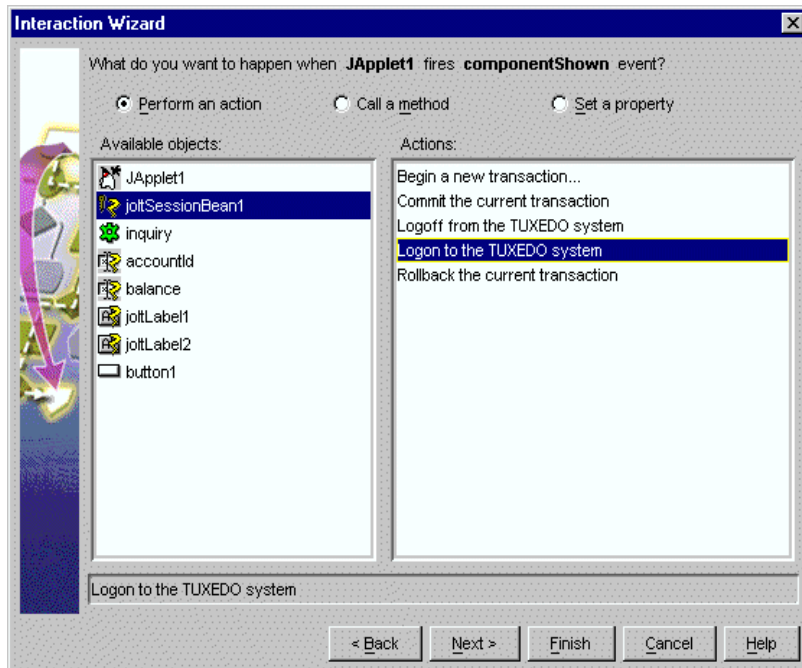 Interaction Wizard
What do you want to happen when JApplet1 fires componentShown event?
Perform an action
Call a method
Set a property
Available objects:
JApplet1
joltSessionBean1
inquiry
accountId
balance
joltLabel1
joltLabel2
button1
Actions:
Begin a new transaction...
Commit the current transaction
Logoff from the TUXEDO system
Logon to the TUXEDO system
Rollback the current transaction
Logon to the TUXEDO system
< Back
Next >
Finish
Cancel
Help